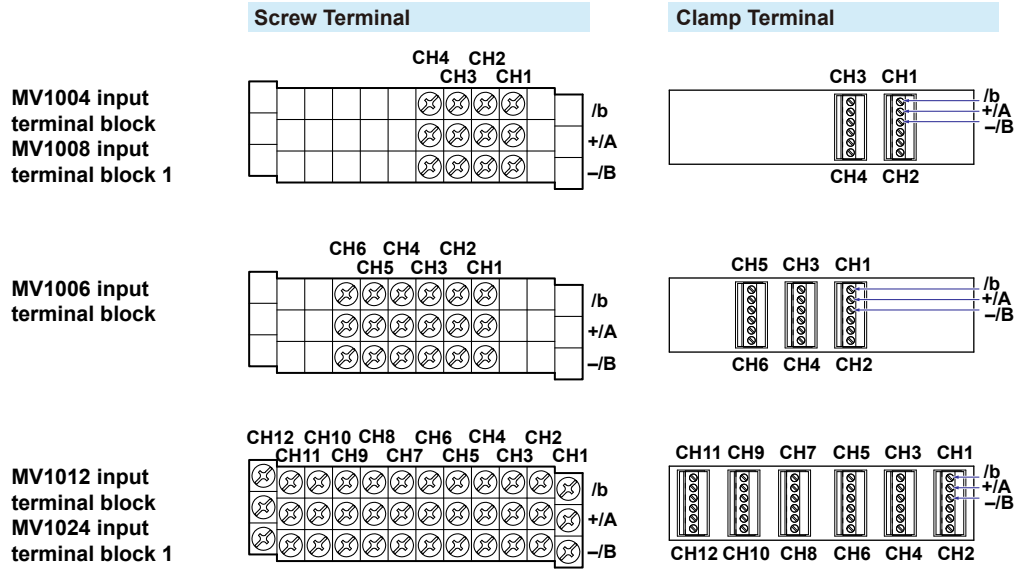 Screw Terminal
Clamp Terminal
MV1004 input
terminal block
MV1008 input
terminal block 1
CH4 CH2
CH3 CH1
/b
+/A
–/B
CH3 CH1
/b
+/A
–/B
CH4 CH2
MV1006 input
terminal block
CH6 CH4 CH2
CH5 CH3 CH1
/b
+/A
–/B
CH5 CH3 CH1
/b
+/A
–/B
CH6 CH4 CH2
MV1012 input
terminal block
MV1024 input
terminal block 1
CH12 CH10 CH8 CH6 CH4 CH2
CH11 CH9 CH7 CH5 CH3 CH1
/b
+/A
–/B
CH11 CH9 CH7 CH5 CH3 CH1
/b
+/A
–/B
CH12 CH10 CH8 CH6 CH4 CH2